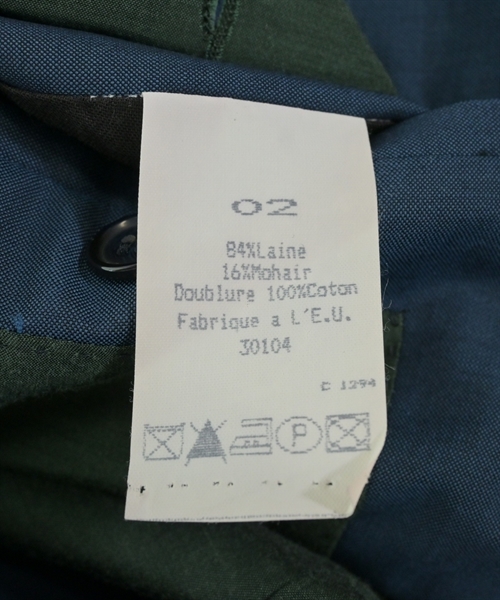 02
84%Laine
16%Mohair
Doublure 100%Coton
Fabrique a L'E.U.
30104
C 1294
P